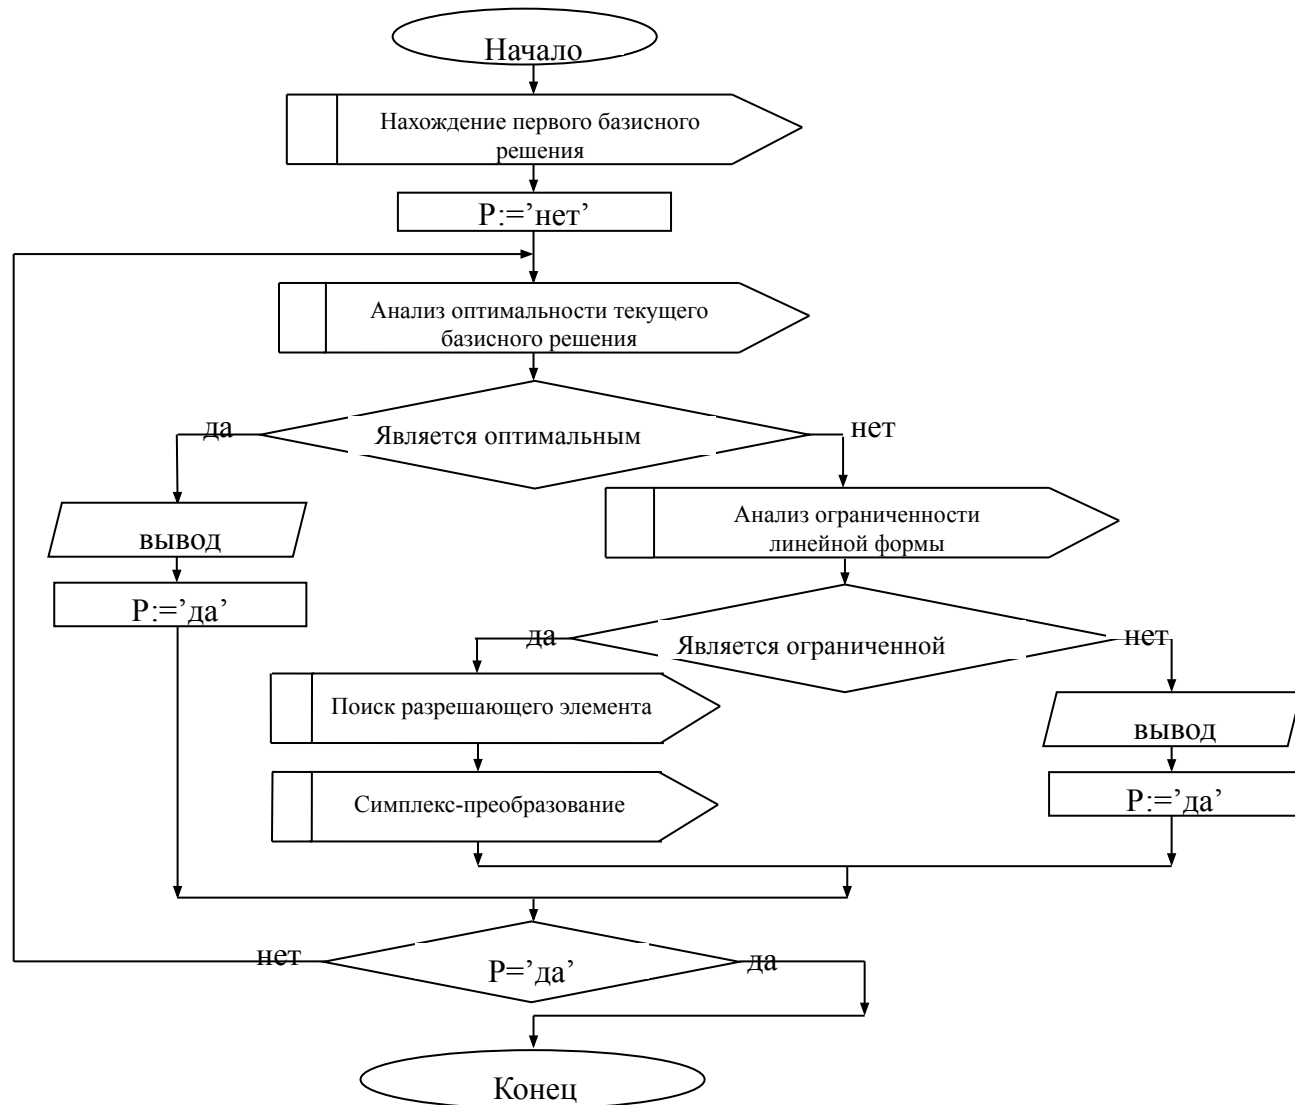 Начало
Нахождение первого базисного
решения
P:=’нет’
Анализ оптимальности текущего
базисного решения
да
Является оптимальным
нет
Анализ ограниченности
линейной формы
вывод
P:=’да’
да
Является ограниченной
нет
Поиск разрешающего элемента
вывод
Симплекс-преобразование
P:=’да’
нет
P=’да’
да
Конец